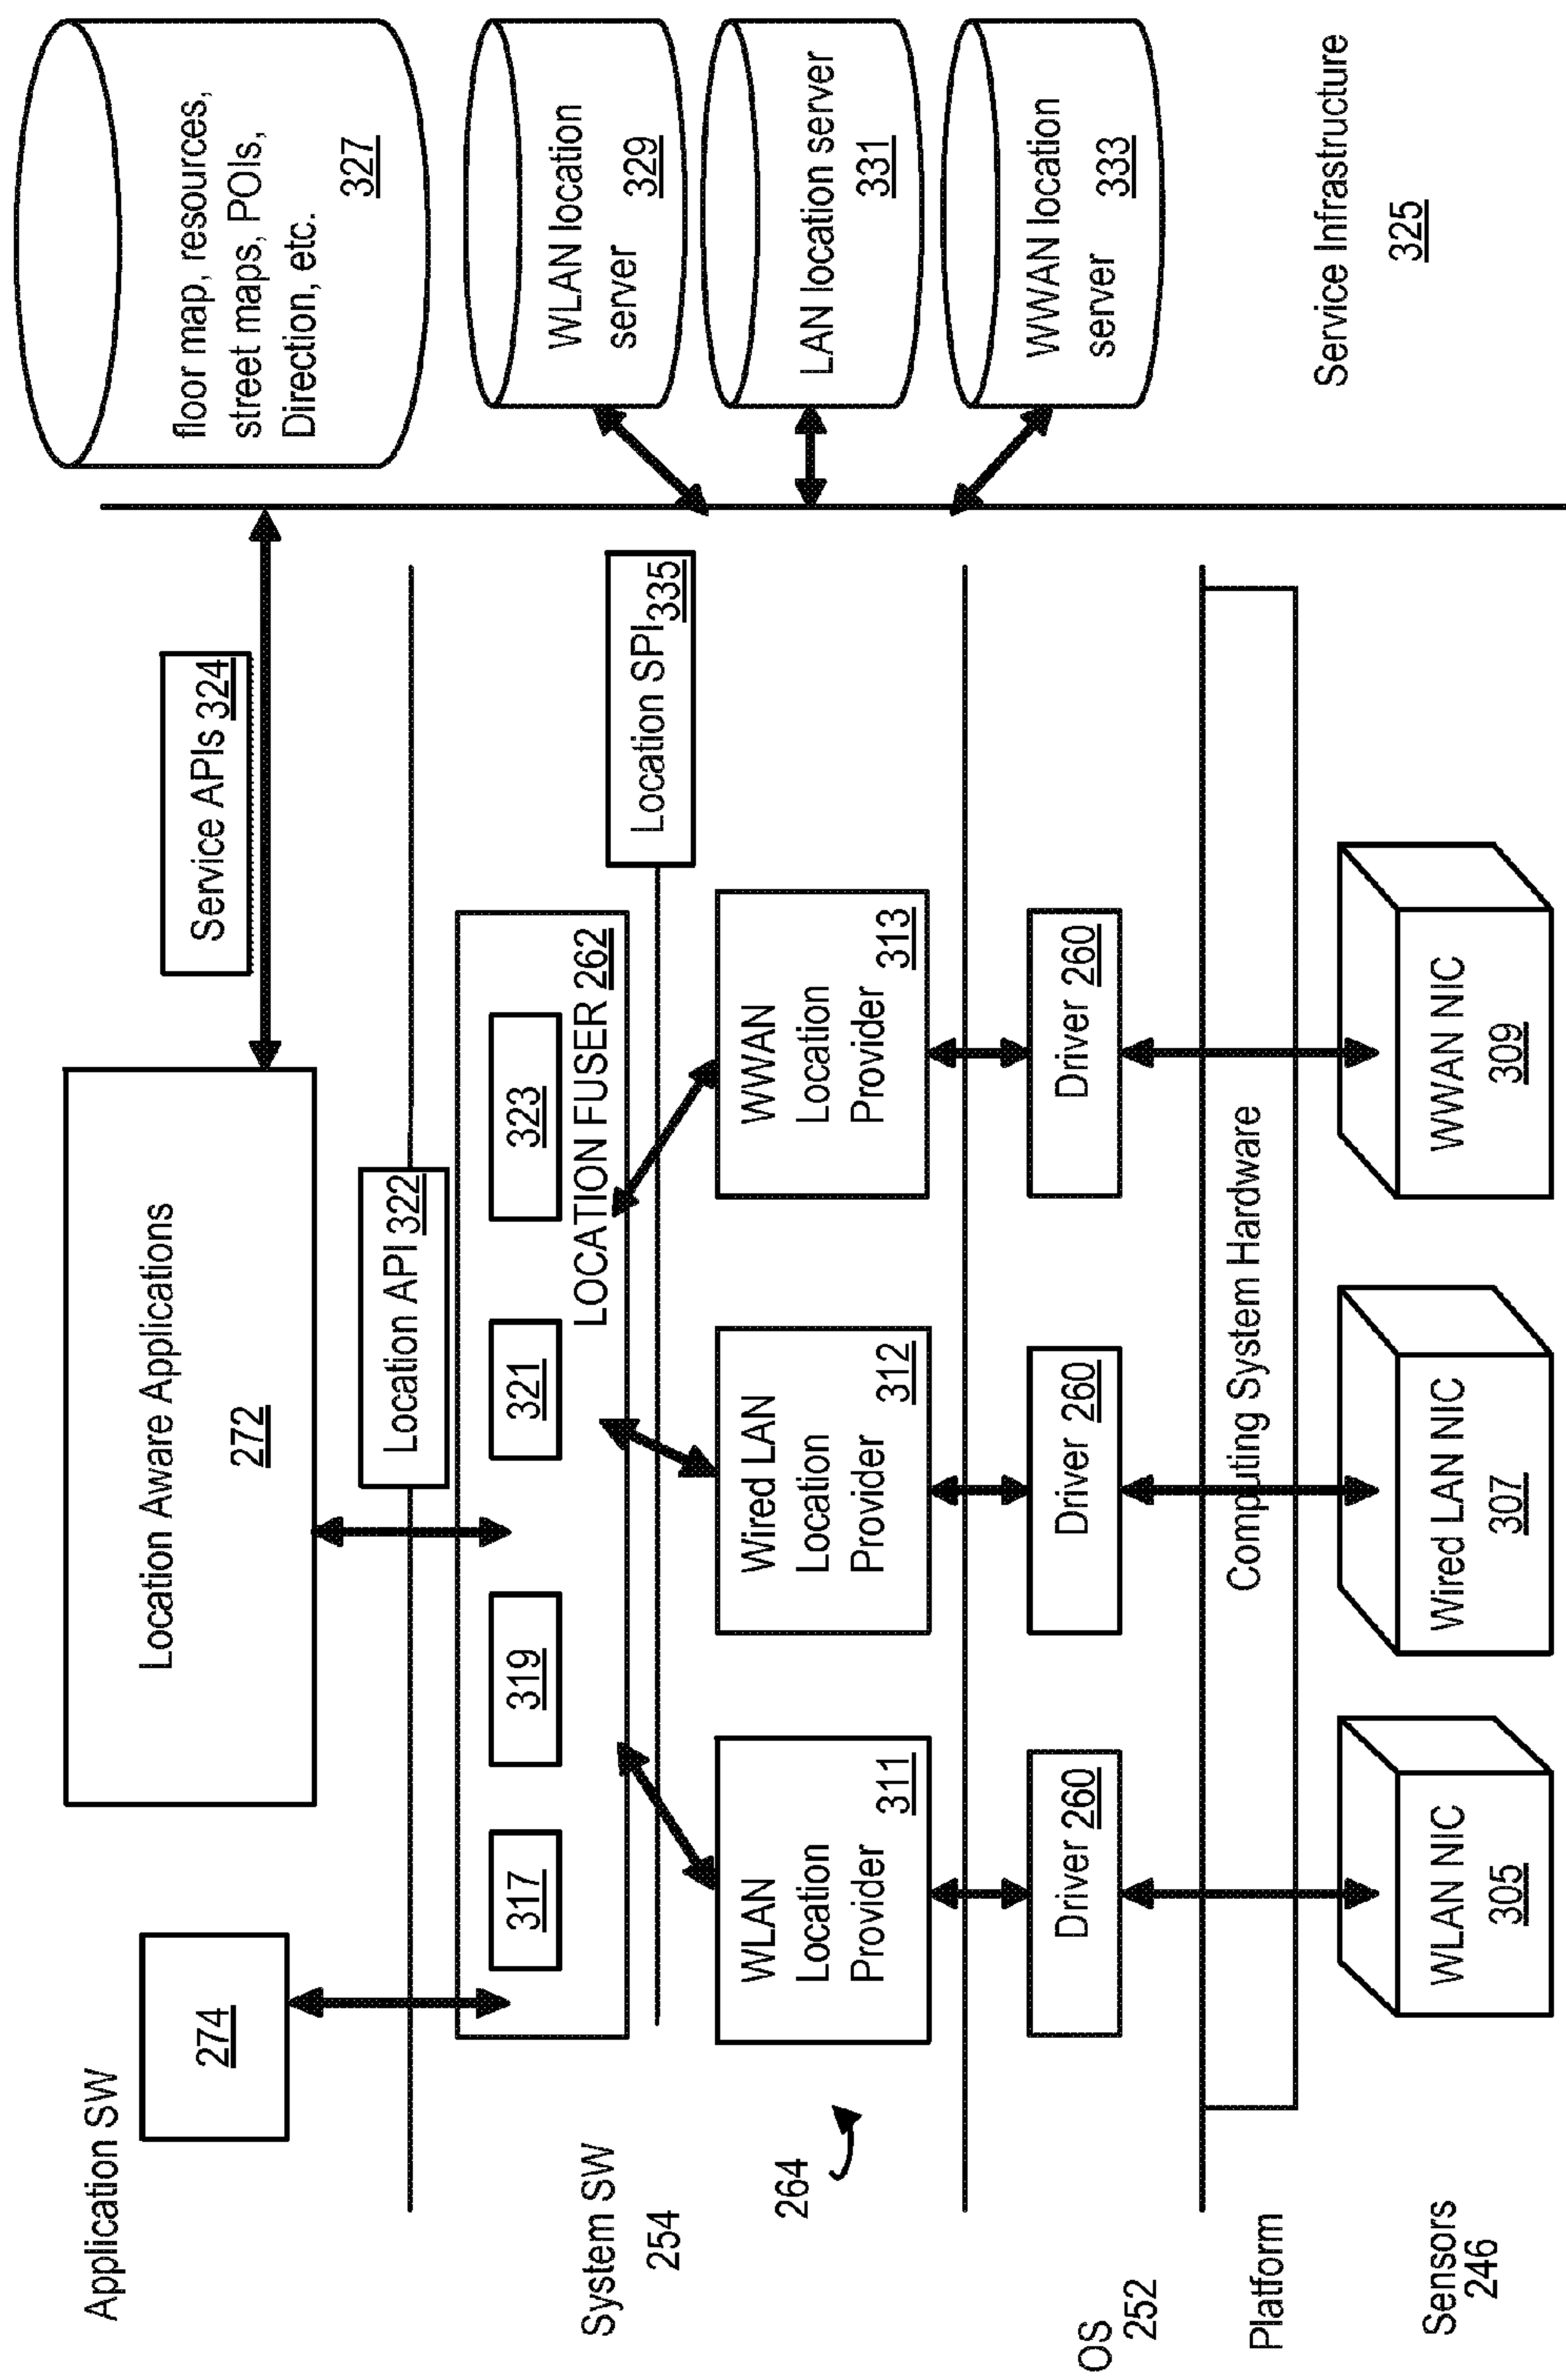 Application SW
274
Location Aware Applications
272
Service APIs 324
floor map, resources,
street maps, POIs,
Direction, etc.
327
Location API 322
System SW
254
317
319
321
323
LOCATION FUSER 262
Location SPI 335
WLAN location
server
329
264
WLAN
Location
Provider
311
Wired LAN
Location
Provider
312
WWAN
Location
Provider
313
LAN location server
331
OS
252
Driver 260
Driver 260
Driver 260
WWAN location
server
333
Platform
Computing System Hardware
Sensors
246
WLAN NIC
305
Wired LAN NIC
307
WWAN NIC
309
Service Infrastructure
325